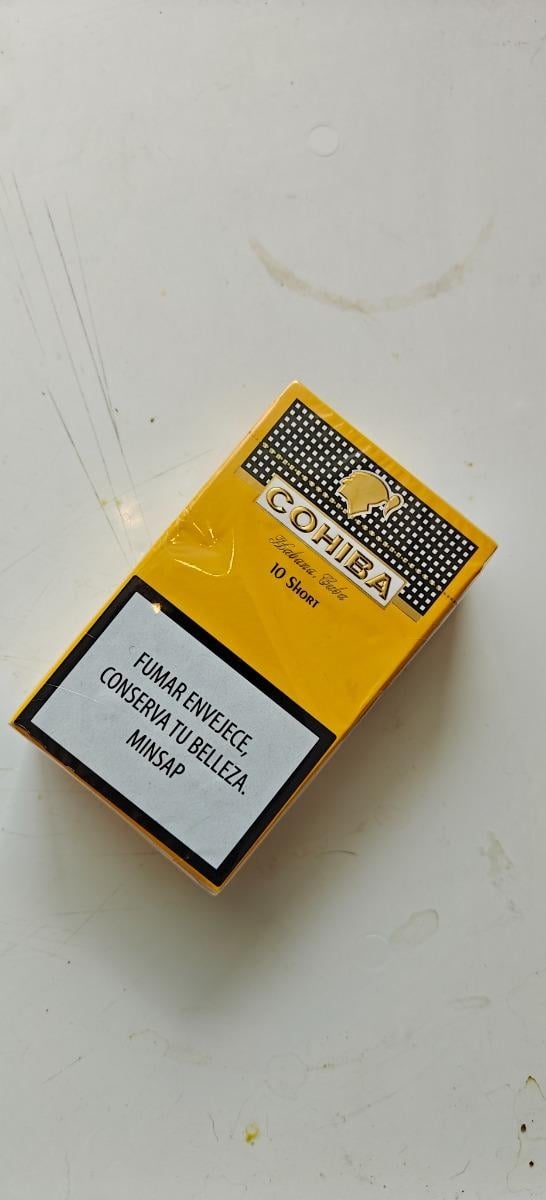 COHIBA
Habana, Cuba
10 SHORT
FUMAR ENVEJECE,
CONSERVA TU BELLEZA.
MINSAP